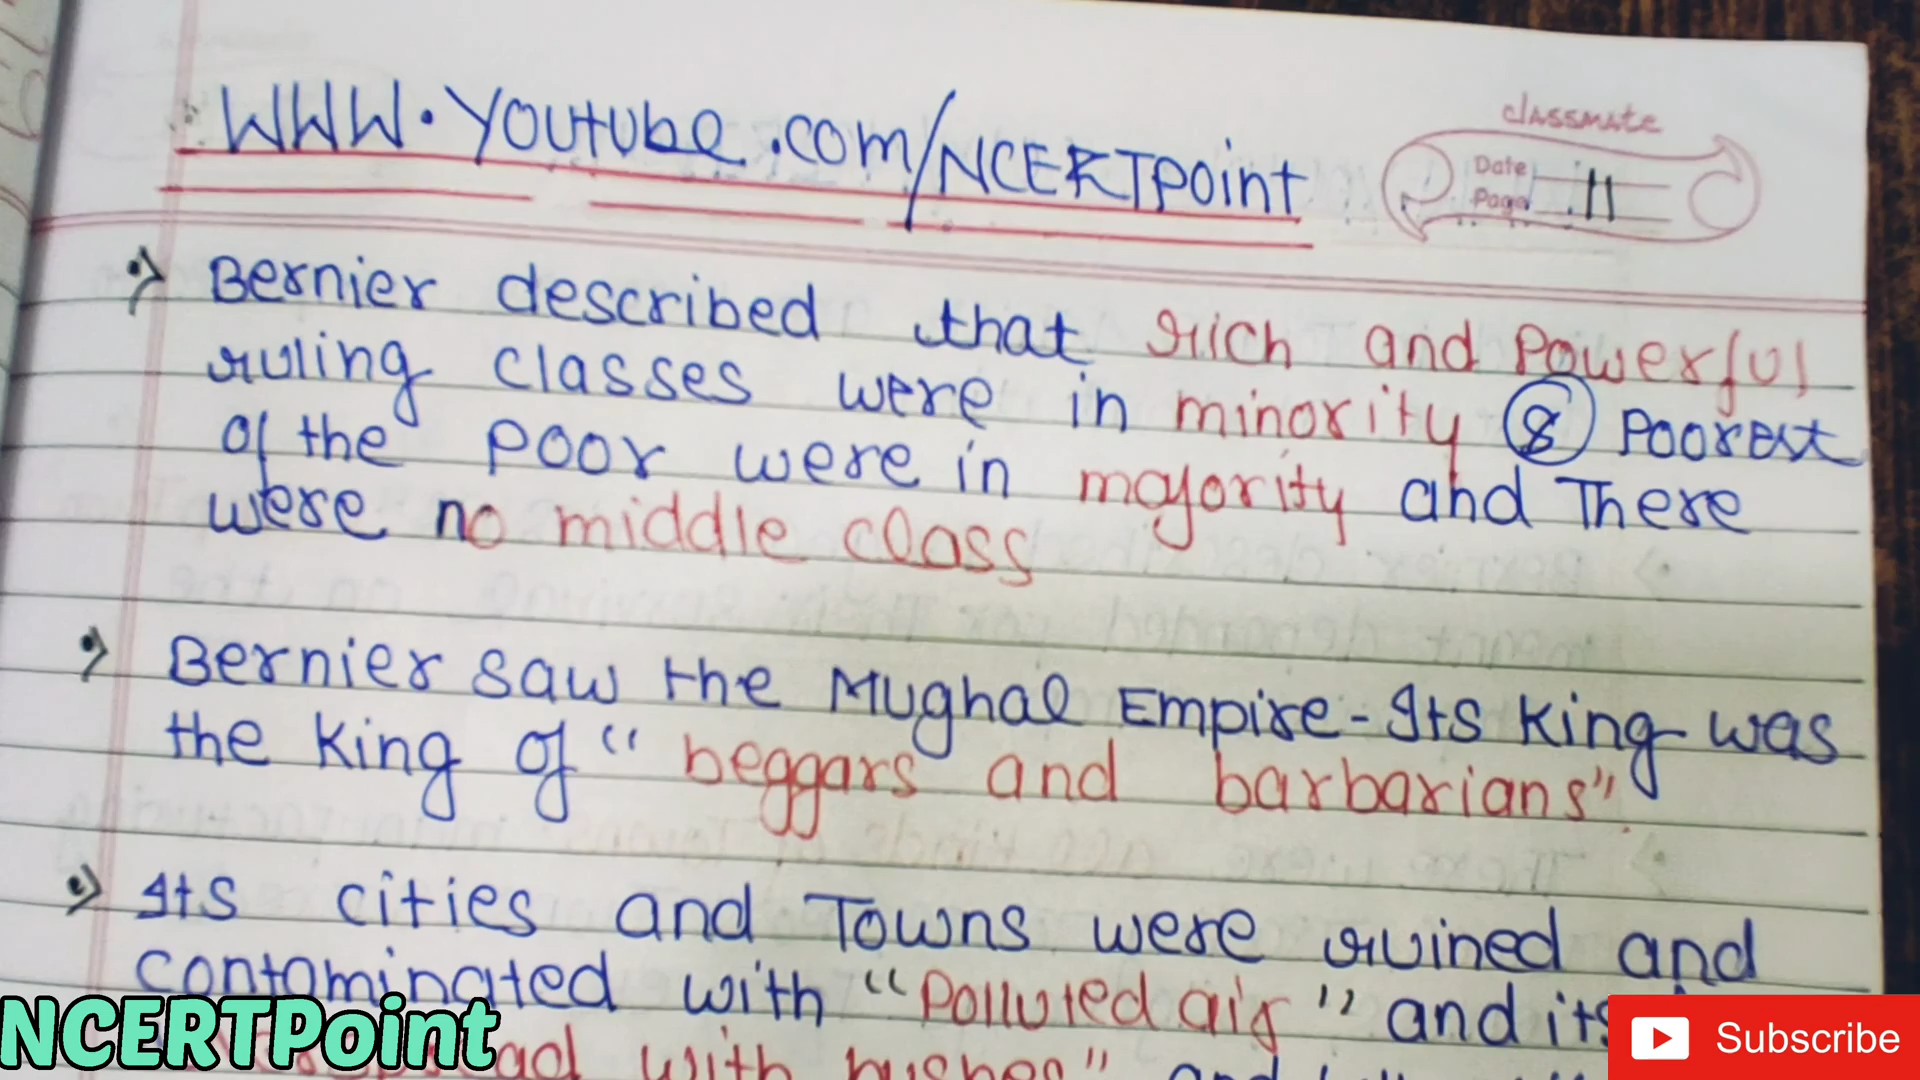 WWW.Youtube.com/NCERTPoint
classmate
Date
Page 11
Bernier described that rich and Powerful
ruling classes were in minority & Poorest
of the poor were in majority and There
were no middle class
Bernier saw the Mughal Empire - Its King was
the King of "beggars and barbarians".
Its cities and Towns were ruined and
contaminated with "Polluted air" and its
with bushes" and
NCERTPoint
Subscribe